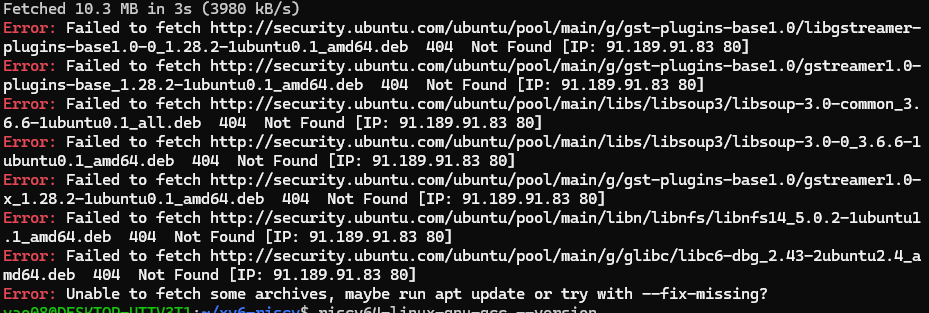 Fetched 10.3 MB in 3s (3980 kB/s)
Error: Failed to fetch http://security.ubuntu.com/ubuntu/pool/main/g/gst-plugins-base1.0/libgstreamer-
plugins-base1.0-0_1.28.2-1ubuntu0.1_amd64.deb  404  Not Found [IP: 91.189.91.83 80]
Error: Failed to fetch http://security.ubuntu.com/ubuntu/pool/main/g/gst-plugins-base1.0/gstreamer1.0-
plugins-base_1.28.2-1ubuntu0.1_amd64.deb  404  Not Found [IP: 91.189.91.83 80]
Error: Failed to fetch http://security.ubuntu.com/ubuntu/pool/main/libs/libsoup3/libsoup-3.0-common_3.
6.6-1ubuntu0.1_all.deb  404  Not Found [IP: 91.189.91.83 80]
Error: Failed to fetch http://security.ubuntu.com/ubuntu/pool/main/libs/libsoup3/libsoup-3.0-0_3.6.6-1
ubuntu0.1_amd64.deb  404  Not Found [IP: 91.189.91.83 80]
Error: Failed to fetch http://security.ubuntu.com/ubuntu/pool/main/g/gst-plugins-base1.0/gstreamer1.0-
x_1.28.2-1ubuntu0.1_amd64.deb  404  Not Found [IP: 91.189.91.83 80]
Error: Failed to fetch http://security.ubuntu.com/ubuntu/pool/main/libn/libnfs/libnfs14_5.0.2-1ubuntu1
.1_amd64.deb  404  Not Found [IP: 91.189.91.83 80]
Error: Failed to fetch http://security.ubuntu.com/ubuntu/pool/main/g/glibc/libc6-dbg_2.43-2ubuntu2.4_a
md64.deb  404  Not Found [IP: 91.189.91.83 80]
Error: Unable to fetch some archives, maybe run apt update or try with --fix-missing?
:~/xv6-riscv$ riscv64-linux-gnu-gcc --version